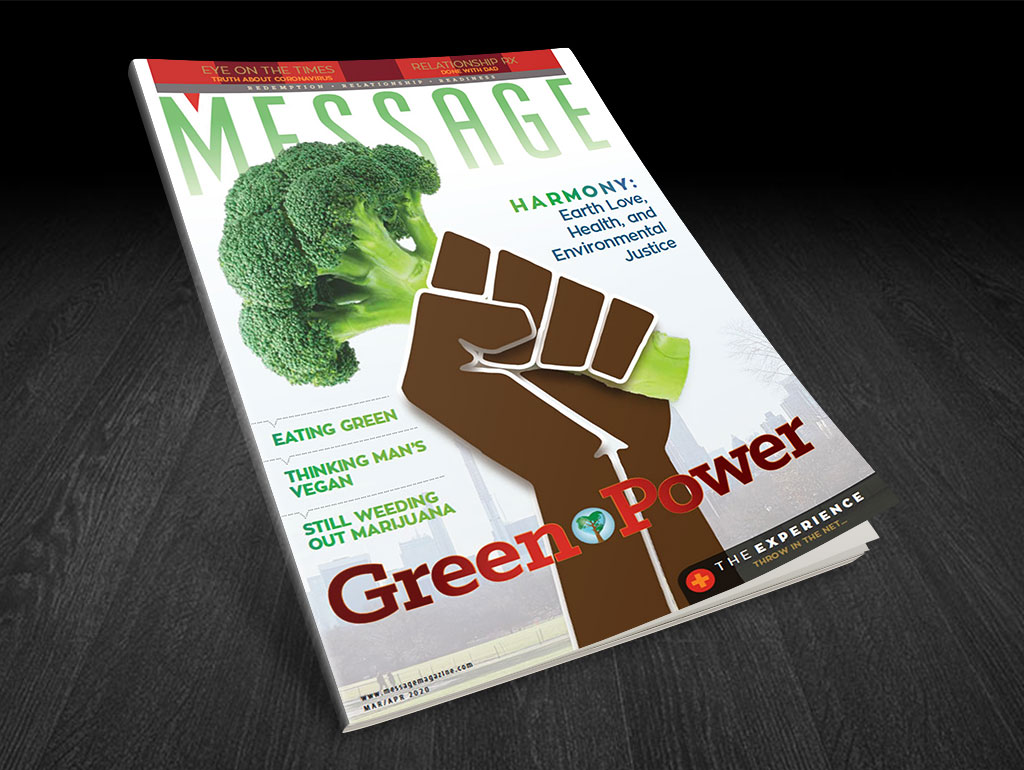 EYE ON THE TIMES
TRUTH ABOUT CORONAVIRUS
RELATIONSHIP RX
DONE WITH DAD
REDEMPTION • RELATIONSHIP • READINESS
MESSAGE
HARMONY:
Earth Love,
Health, and
Environmental
Justice
EATING GREEN
THINKING MAN'S
VEGAN
STILL WEEDING
OUT MARIJUANA
Green Power
THE EXPERIENCE
THROW IN THE NET...
www.messagemagazine.com
MAR/APR 2020